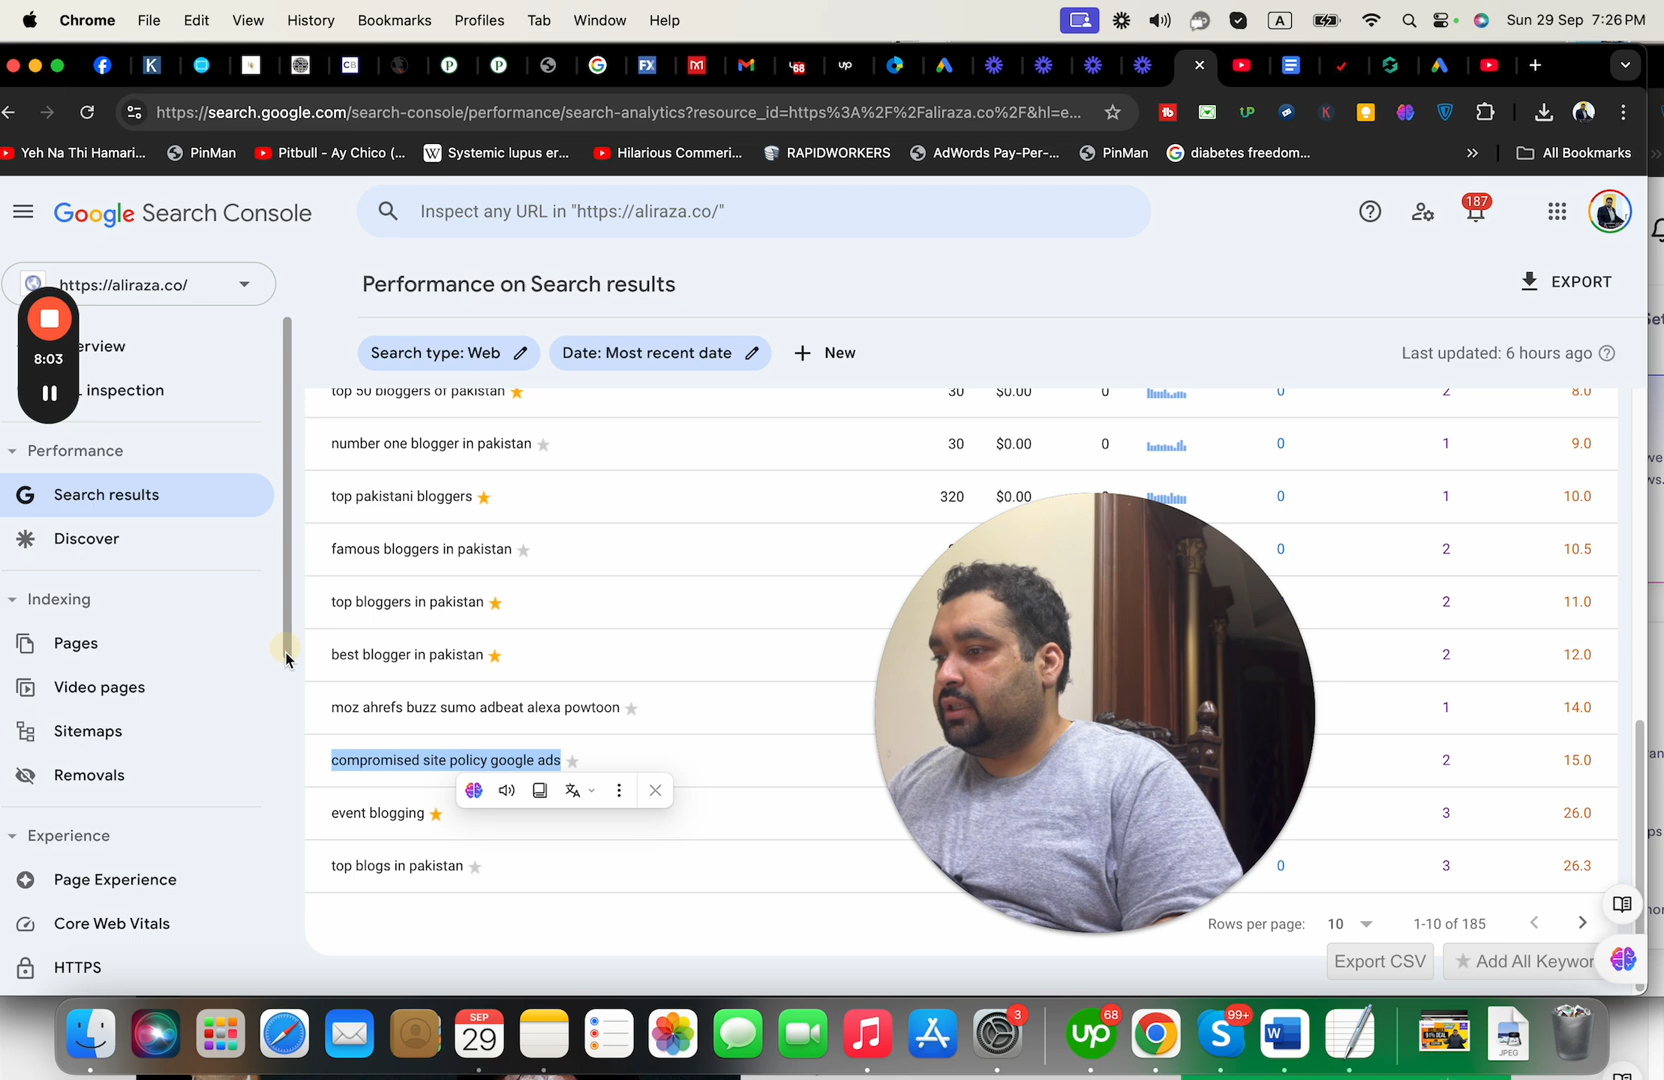 Chrome File Edit View History Bookmarks Profiles Tab Window Help A Sun 29 Sep 7:26 PM
https://search.google.com/search-console/performance/search-analytics?resource_id=https%3A%2F%2Faliraza.co%2F&hl=e...
Yeh Na Thi Hamari... PinMan Pitbull - Ay Chico (... Systemic lupus er... Hilarious Commeri... RAPIDWORKERS AdWords Pay-Per-... PinMan diabetes freedom... » All Bookmarks
Google Search Console
Inspect any URL in "https://aliraza.co/"
187
https://aliraza.co/
Performance on Search results
EXPORT
8:03
erview
inspection
Search type: Web
Date: Most recent date
+ New
Last updated: 6 hours ago
Performance
Search results
Discover
Indexing
Pages
Video pages
Sitemaps
Removals
Experience
Page Experience
Core Web Vitals
HTTPS
top 50 bloggers of pakistan 30 $0.00 0 0 2 8.0
number one blogger in pakistan 30 $0.00 0 0 1 9.0
top pakistani bloggers 320 $0.00 0 1 10.0
famous bloggers in pakistan 0 2 10.5
top bloggers in pakistan 2 11.0
best blogger in pakistan 2 12.0
moz ahrefs buzz sumo adbeat alexa powtoon 1 14.0
compromised site policy google ads 2 15.0
event blogging 3 26.0
top blogs in pakistan 0 3 26.3
Rows per page: 10 1-10 of 185
Export CSV
Add All Keywor
SEP
29
3
up 68
99+
W
JPEG